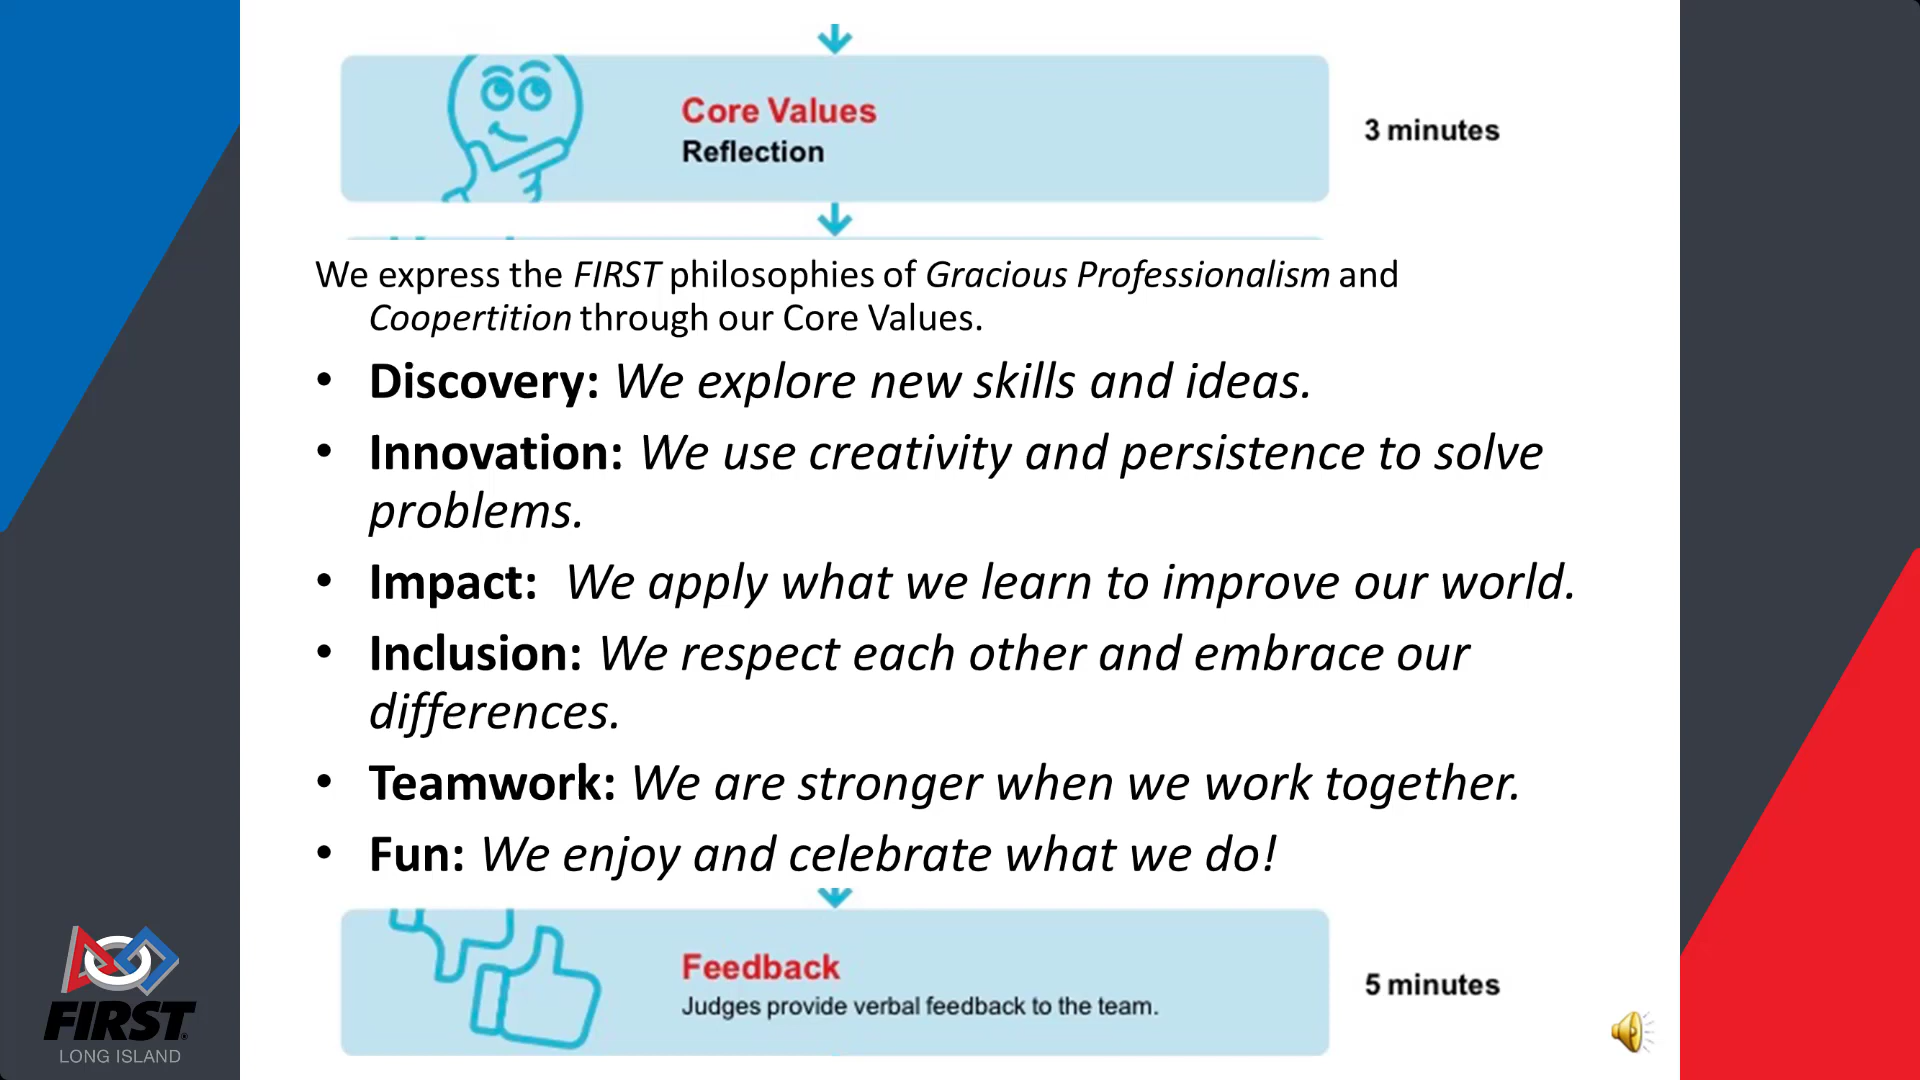 Core Values
Reflection
3 minutes
We express the FIRST philosophies of Gracious Professionalism and
Coopertition through our Core Values.
• Discovery: We explore new skills and ideas.
• Innovation: We use creativity and persistence to solve
problems.
• Impact: We apply what we learn to improve our world.
• Inclusion: We respect each other and embrace our
differences.
• Teamwork: We are stronger when we work together.
• Fun: We enjoy and celebrate what we do!
Feedback
Judges provide verbal feedback to the team.
5 minutes
FIRST®
LONG ISLAND